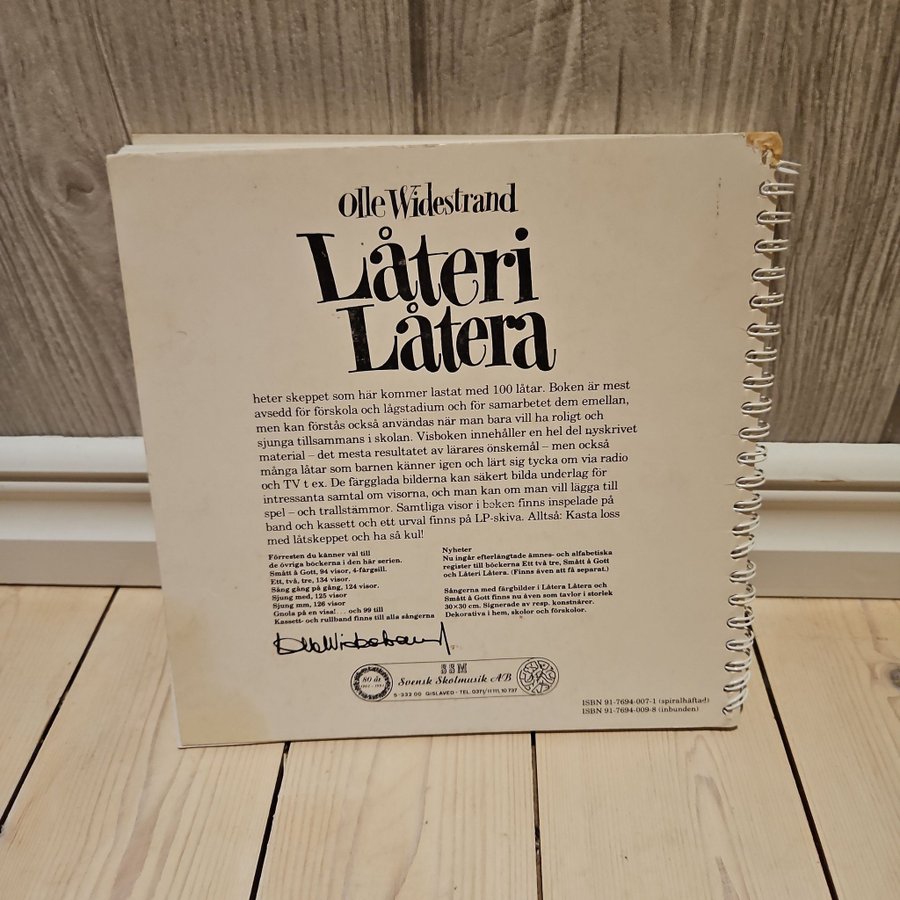 Olle Widestrand
Låteri
Låtera
heter skeppet som här kommer lastat med 100 låtar. Boken är mest
avsedd för förskola och lågstadium och för samarbetet dem emellan,
men kan förstås också användas när man bara vill ha roligt och
sjunga tillsammans i skolan. Visboken innehåller en hel del nyskrivet
material – det mesta resultatet av lärares önskemål – men också
många låtar som barnen känner igen och lärt sig tycka om via radio
och TV t ex. De färgglada bilderna kan säkert bilda underlag för
intressanta samtal om visorna, och man kan om man vill lägga till
spel – och trallstämmor. Samtliga visor i boken finns inspelade på
band och kassett och ett urval finns på LP-skiva. Alltså: Kasta loss
med låtskeppet och ha så kul!
Förresten du känner väl till
de övriga böckerna i den här serien.
Smått å Gott, 94 visor, 4-färgsill.
Ett, två, tre, 134 visor.
Sång gång på gång, 124 visor.
Sjung med, 125 visor
Sjung mm, 126 visor
Gnola på en visa!... och 99 till
Kassett- och rullband finns till alla sångerna
Nyheter
Nu ingår efterlängtade ämnes- och alfabetiska
register till böckerna Ett två tre, Smått å Gott
och Låteri Låtera. (Finns även att få separat.)
Sångerna med färgbilder i Låtera Låtera och
Smått å Gott finns nu även som tavlor i storlek
30×30 cm. Signerade av resp. konstnärer.
Dekorativa i hem, skolor och förskolor.
80 år
SSM
Svensk Skolmusik AB
S-333 00 GISLAVED - TEL. 0371/11 111, 10 737
ISBN 91-7694-007-1 (spiralhäftad)
ISBN 91-7694-009-8 (inbunden)